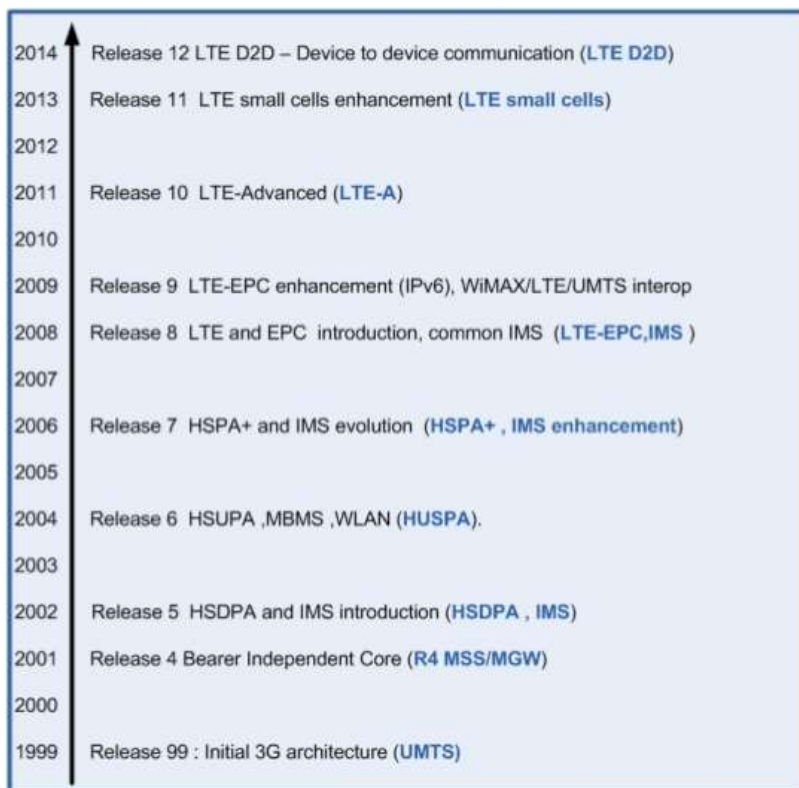 2014 Release 12 LTE D2D – Device to device communication (LTE D2D)
2013 Release 11 LTE small cells enhancement (LTE small cells)
2012
2011 Release 10 LTE-Advanced (LTE-A)
2010
2009 Release 9 LTE-EPC enhancement (IPv6), WiMAX/LTE/UMTS interop
2008 Release 8 LTE and EPC introduction, common IMS (LTE-EPC,IMS )
2007
2006 Release 7 HSPA+ and IMS evolution (HSPA+ , IMS enhancement)
2005
2004 Release 6 HSUPA ,MBMS ,WLAN (HUSPA).
2003
2002 Release 5 HSDPA and IMS introduction (HSDPA , IMS)
2001 Release 4 Bearer Independent Core (R4 MSS/MGW)
2000
1999 Release 99 : Initial 3G architecture (UMTS)